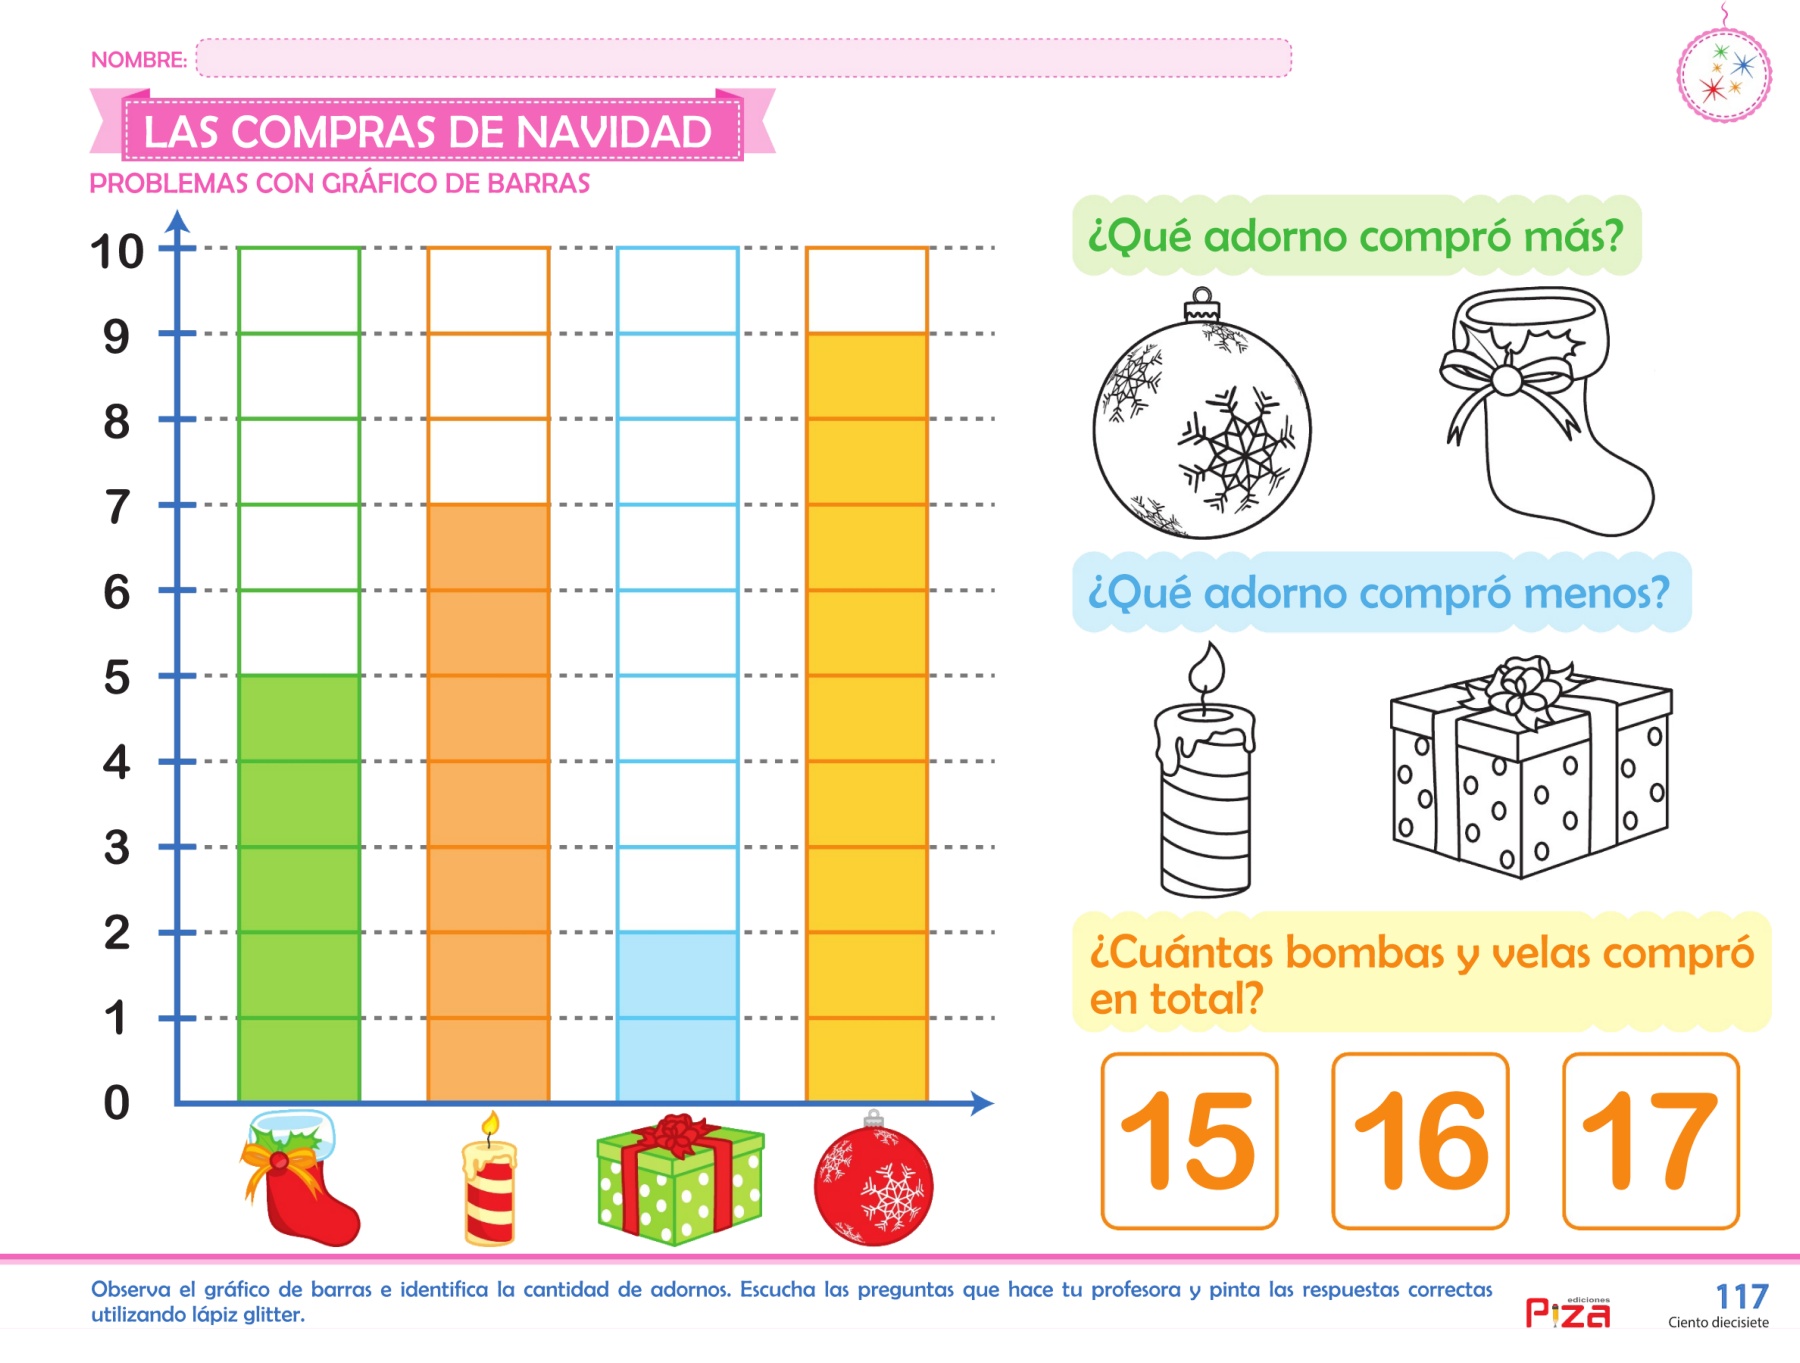 NOMBRE:
LAS COMPRAS DE NAVIDAD
PROBLEMAS CON GRÁFICO DE BARRAS
10
9
8
7
6
5
4
3
2
1
0
¿Qué adorno compró más?
¿Qué adorno compró menos?
¿Cuántas bombas y velas compró
en total?
15 16 17
Observa el gráfico de barras e identifica la cantidad de adornos. Escucha las preguntas que hace tu profesora y pinta las respuestas correctas
utilizando lápiz glitter.
ediciones
Piza
117
Ciento diecisiete